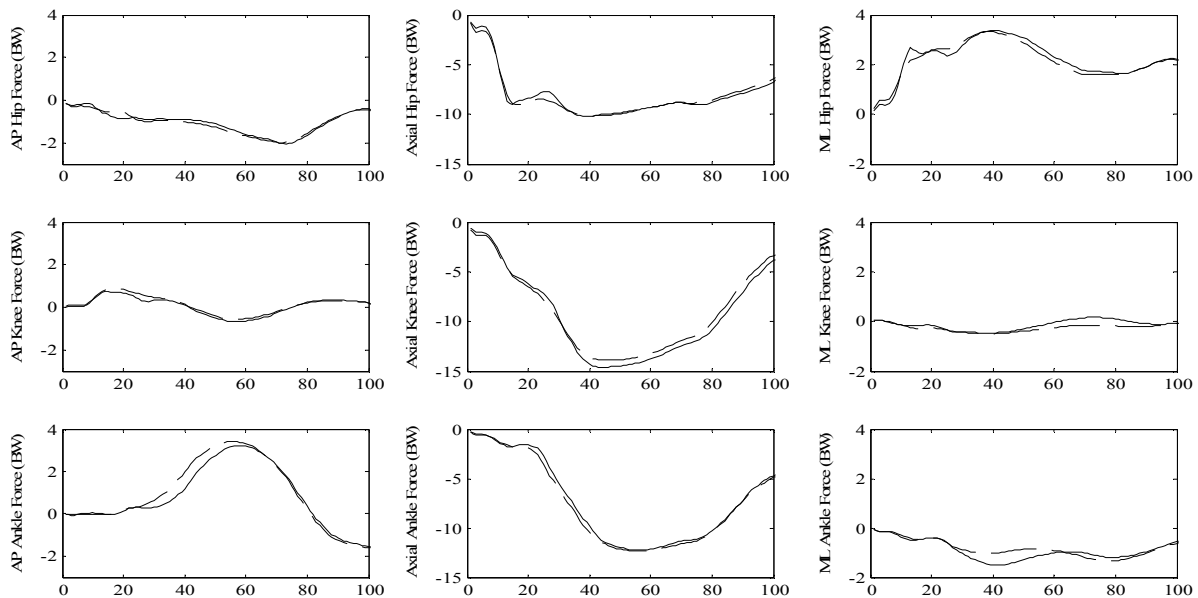 4
2
0
-2
AP Hip Force (BW)
0 20 40 60 80 100
0
-5
-10
-15
Axial Hip Force (BW)
0 20 40 60 80 100
4
2
0
-2
ML Hip Force (BW)
0 20 40 60 80 100
4
2
0
-2
AP Knee Force (BW)
0 20 40 60 80 100
0
-5
-10
-15
Axial Knee Force (BW)
0 20 40 60 80 100
4
2
0
-2
ML Knee Force (BW)
0 20 40 60 80 100
4
2
0
-2
AP Ankle Force (BW)
0 20 40 60 80 100
0
-5
-10
-15
Axial Ankle Force (BW)
0 20 40 60 80 100
4
2
0
-2
ML Ankle Force (BW)
0 20 40 60 80 100